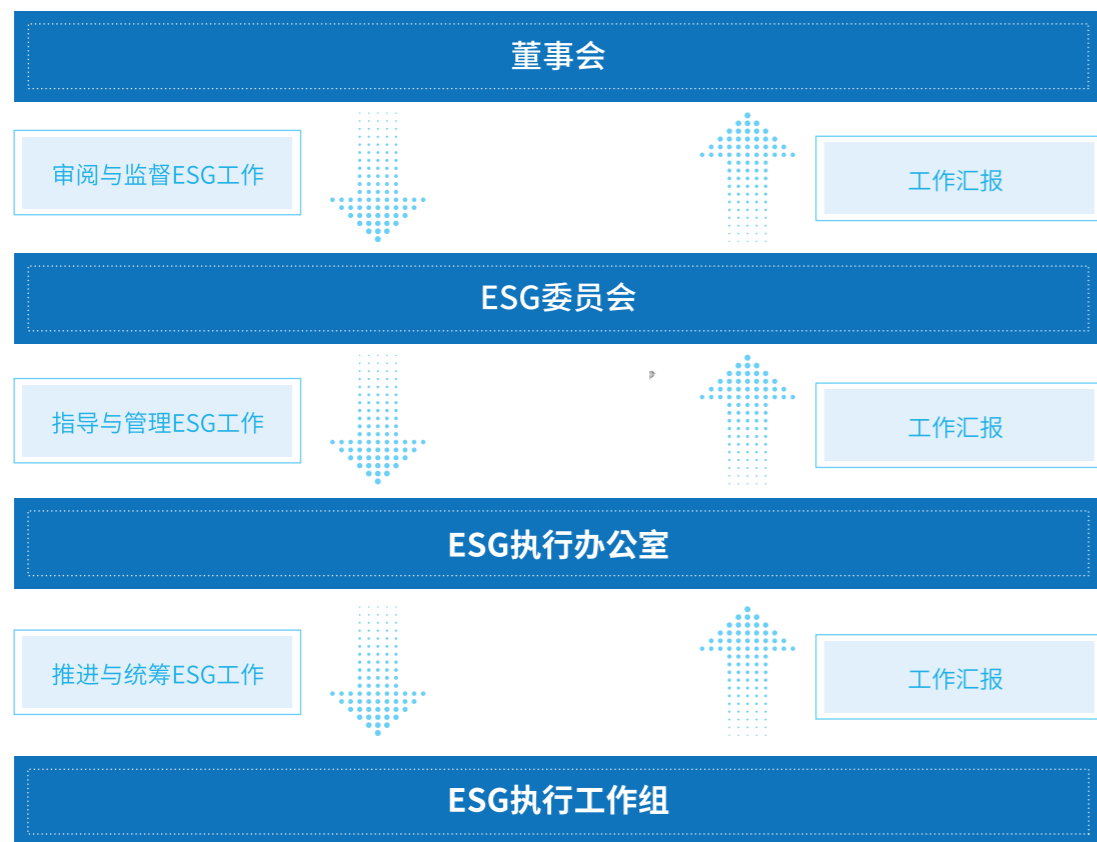 董事会
审阅与监督ESG工作
工作汇报
ESG委员会
指导与管理ESG工作
工作汇报
ESG执行办公室
推进与统筹ESG工作
工作汇报
ESG执行工作组